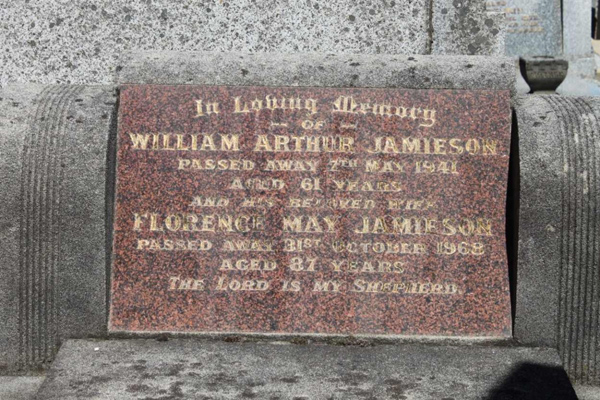 In Loving Memory
— OF —
WILLIAM ARTHUR JAMIESON
PASSED AWAY 7TH MAY 1941
AGED 61 YEARS
AND HIS BELOVED WIFE
FLORENCE MAY JAMIESON
PASSED AWAY 31ST OCTOBER 1968
AGED 87 YEARS
THE LORD IS MY SHEPHERD.